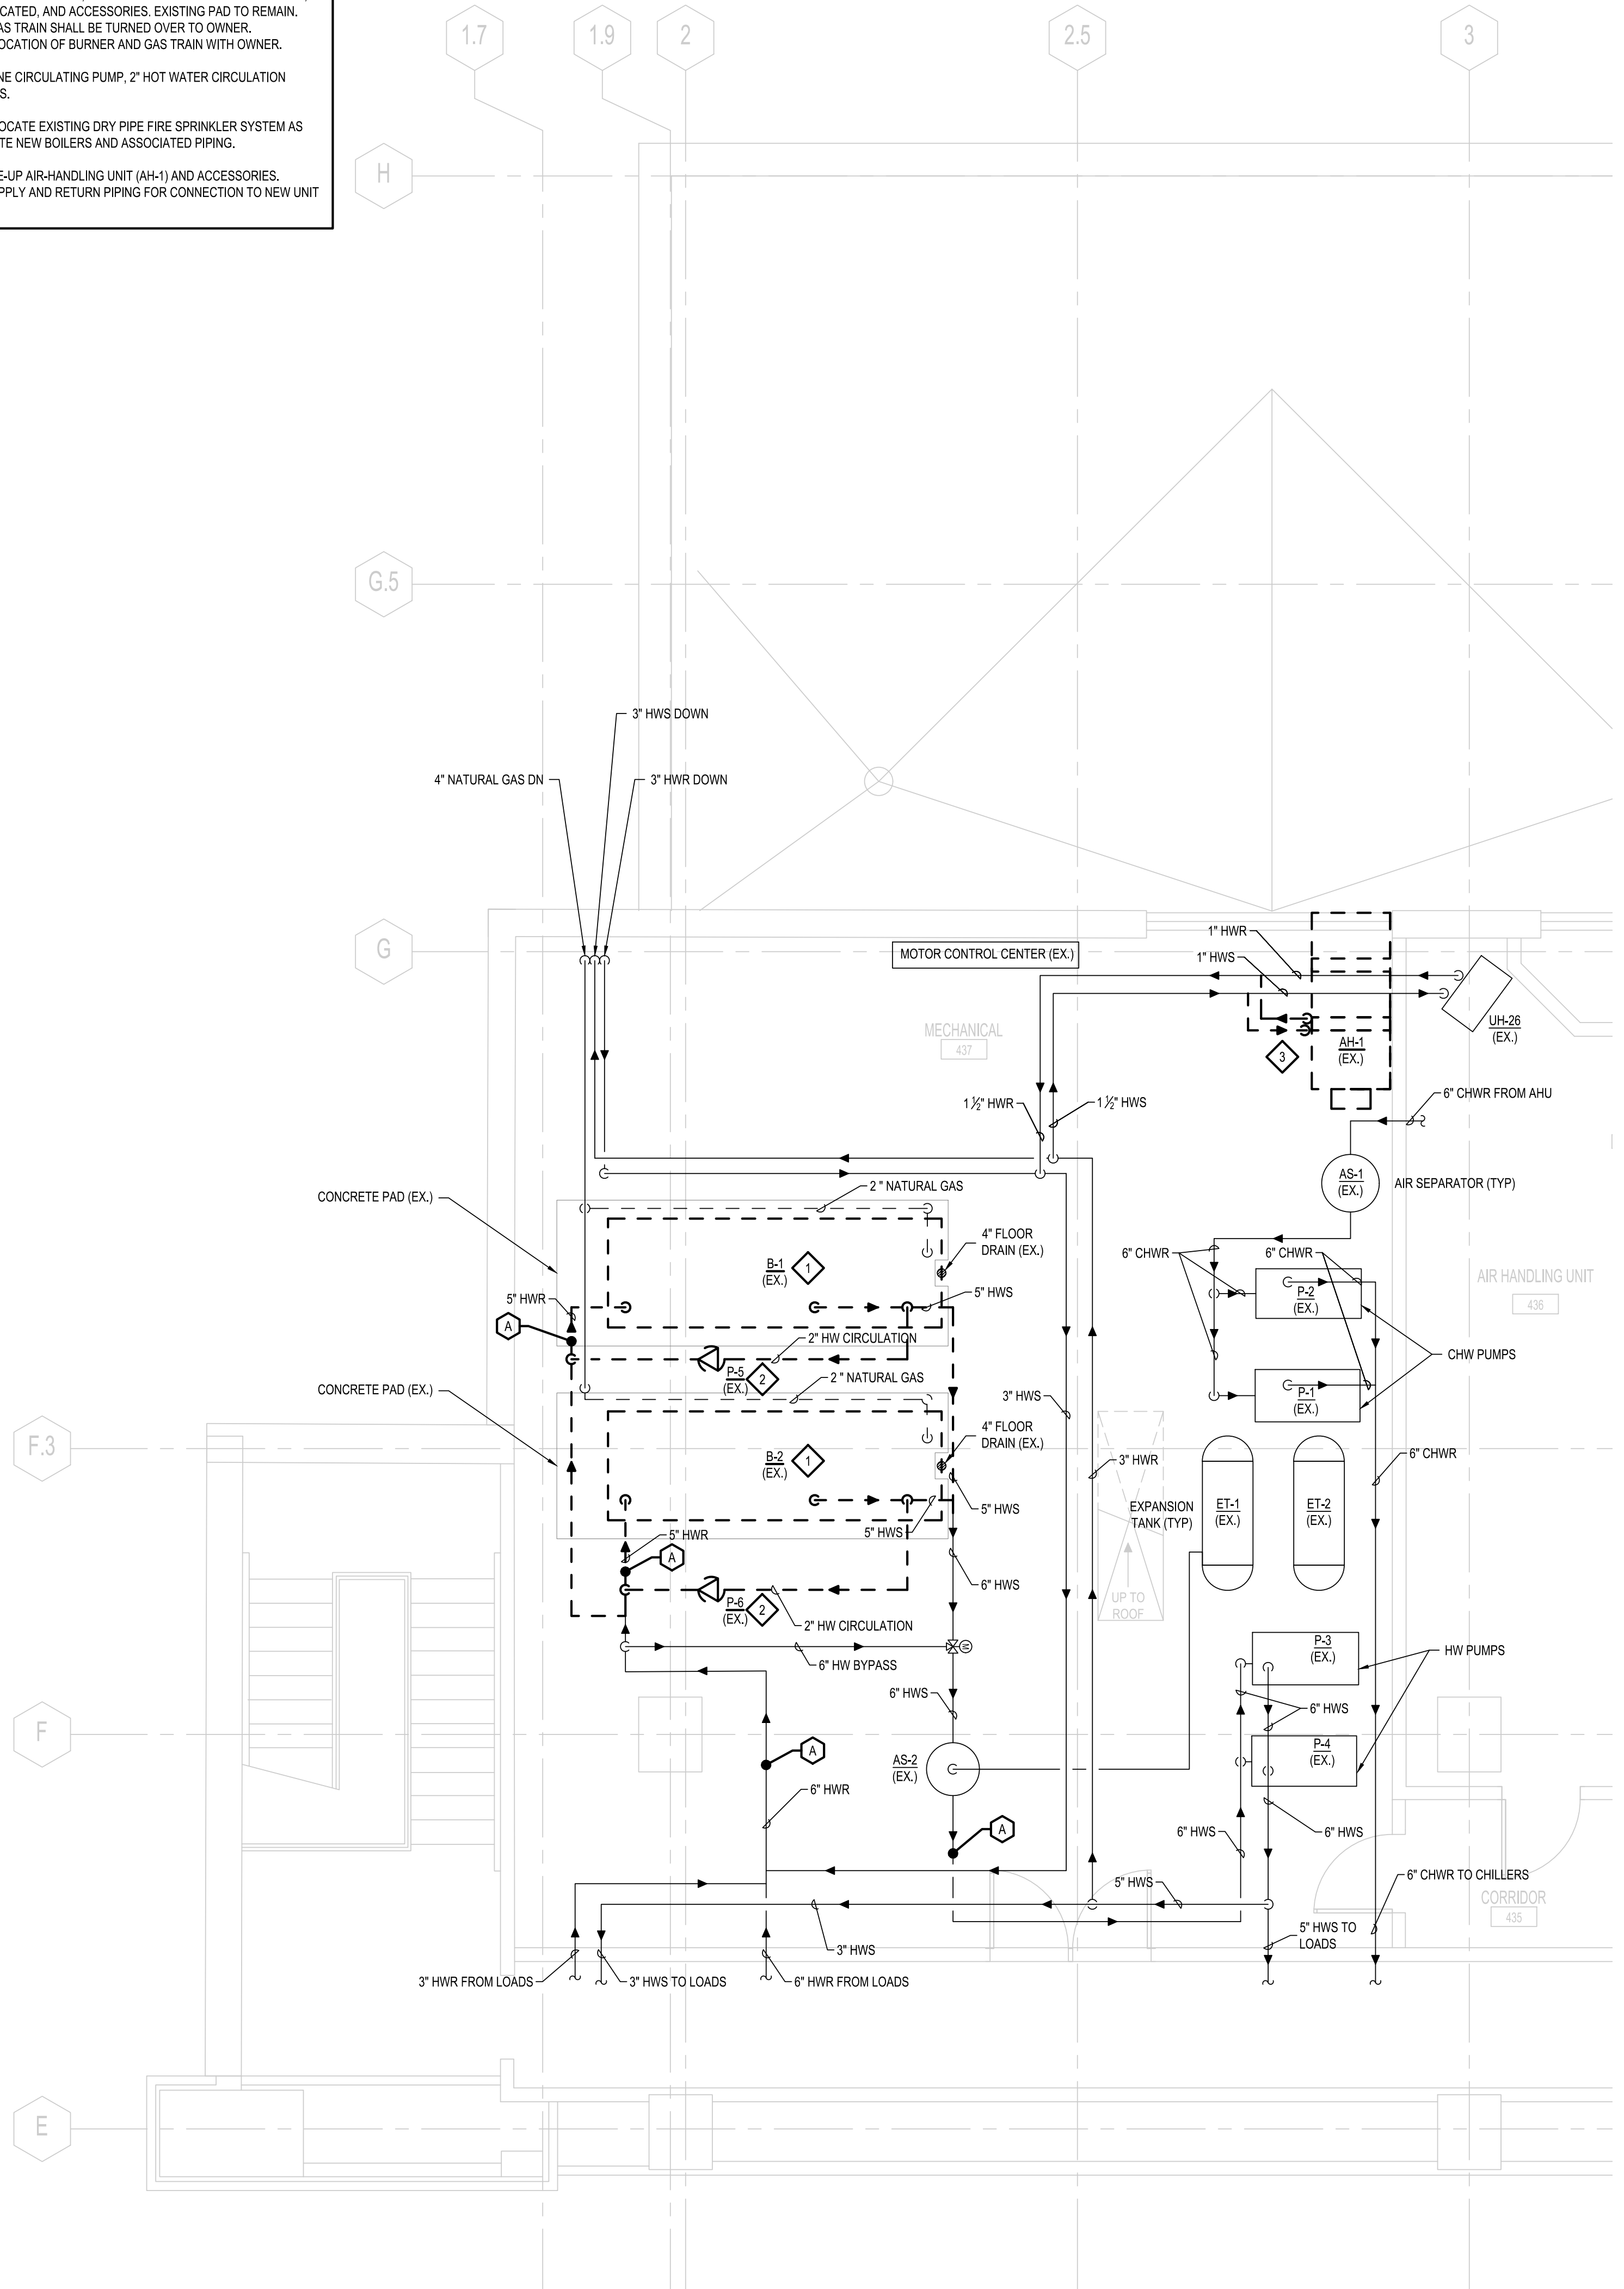 CATED, AND ACCESSORIES. EXISTING PAD TO REMAIN.
AS TRAIN SHALL BE TURNED OVER TO OWNER.
OCATION OF BURNER AND GAS TRAIN WITH OWNER.
NE CIRCULATING PUMP, 2" HOT WATER CIRCULATION
S.
OCATE EXISTING DRY PIPE FIRE SPRINKLER SYSTEM AS
TE NEW BOILERS AND ASSOCIATED PIPING.
E-UP AIR-HANDLING UNIT (AH-1) AND ACCESSORIES.
PPLY AND RETURN PIPING FOR CONNECTION TO NEW UNIT
1.7
1.9
2
2.5
3
H
G.5
3" HWS DOWN
4" NATURAL GAS DN
3" HWR DOWN
G
1" HWR
MOTOR CONTROL CENTER (EX.)
1" HWS
UH-26
(EX.)
MECHANICAL
437
AH-1
(EX.)
3
6" CHWR FROM AHU
1 ½" HWR
1 ½" HWS
AS-1
(EX.)
AIR SEPARATOR (TYP)
2 " NATURAL GAS
CONCRETE PAD (EX.)
4" FLOOR
DRAIN (EX.)
6" CHWR
6" CHWR
B-1
(EX.)
1
AIR HANDLING UNIT
436
P-2
(EX.)
5" HWR
5" HWS
A
2" HW CIRCULATION
CHW PUMPS
P-5
(EX.)
2
2 " NATURAL GAS
CONCRETE PAD (EX.)
P-1
(EX.)
3" HWS
4" FLOOR
DRAIN (EX.)
F.3
B-2
(EX.)
1
3" HWR
6" CHWR
EXPANSION
TANK (TYP)
ET-1
(EX.)
ET-2
(EX.)
5" HWS
5" HWR
5" HWS
A
6" HWS
UP TO
ROOF
P-6
(EX.)
2
2" HW CIRCULATION
P-3
(EX.)
HW PUMPS
M
6" HW BYPASS
6" HWS
6" HWS
F
P-4
(EX.)
A
AS-2
(EX.)
6" HWR
A
6" HWS
6" HWS
5" HWS
6" CHWR TO CHILLERS
CORRIDOR
435
5" HWS TO
LOADS
3" HWS
3" HWR FROM LOADS
3" HWS TO LOADS
6" HWR FROM LOADS
E